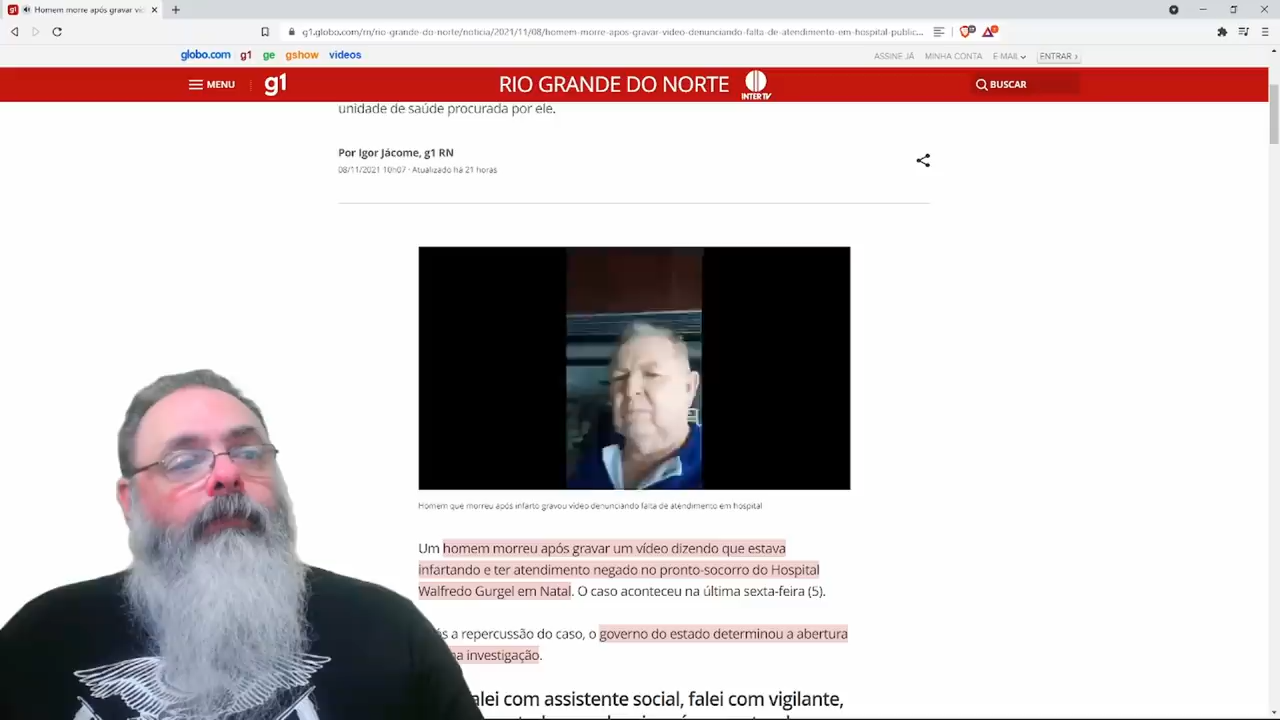 g1 Homem morre após gravar ví
g1.globo.com/m/rio-grande-do-norte/noticia/2021/11/08/homem-morre-apos-gravar-video-denunciando-falta-de-atendimento-em-hospital-public...
globo.com g1 ge gshow videos
ASSINE JÁ MINHA CONTA E-MAIL ENTRAR ›
MENU g1 RIO GRANDE DO NORTE INTERTV BUSCAR
unidade de saúde procurada por ele.
Por Igor Jácome, g1 RN
08/11/2021 10h07 · Atualizado há 21 horas
Homem que morreu após infarto gravou vídeo denunciando falta de atendimento em hospital
Um homem morreu após gravar um vídeo dizendo que estava
infartando e ter atendimento negado no pronto-socorro do Hospital
Walfredo Gurgel em Natal. O caso aconteceu na última sexta-feira (5).
a repercussão do caso, o governo do estado determinou a abertura
investigação.
alei com assistente social, falei com vigilante,